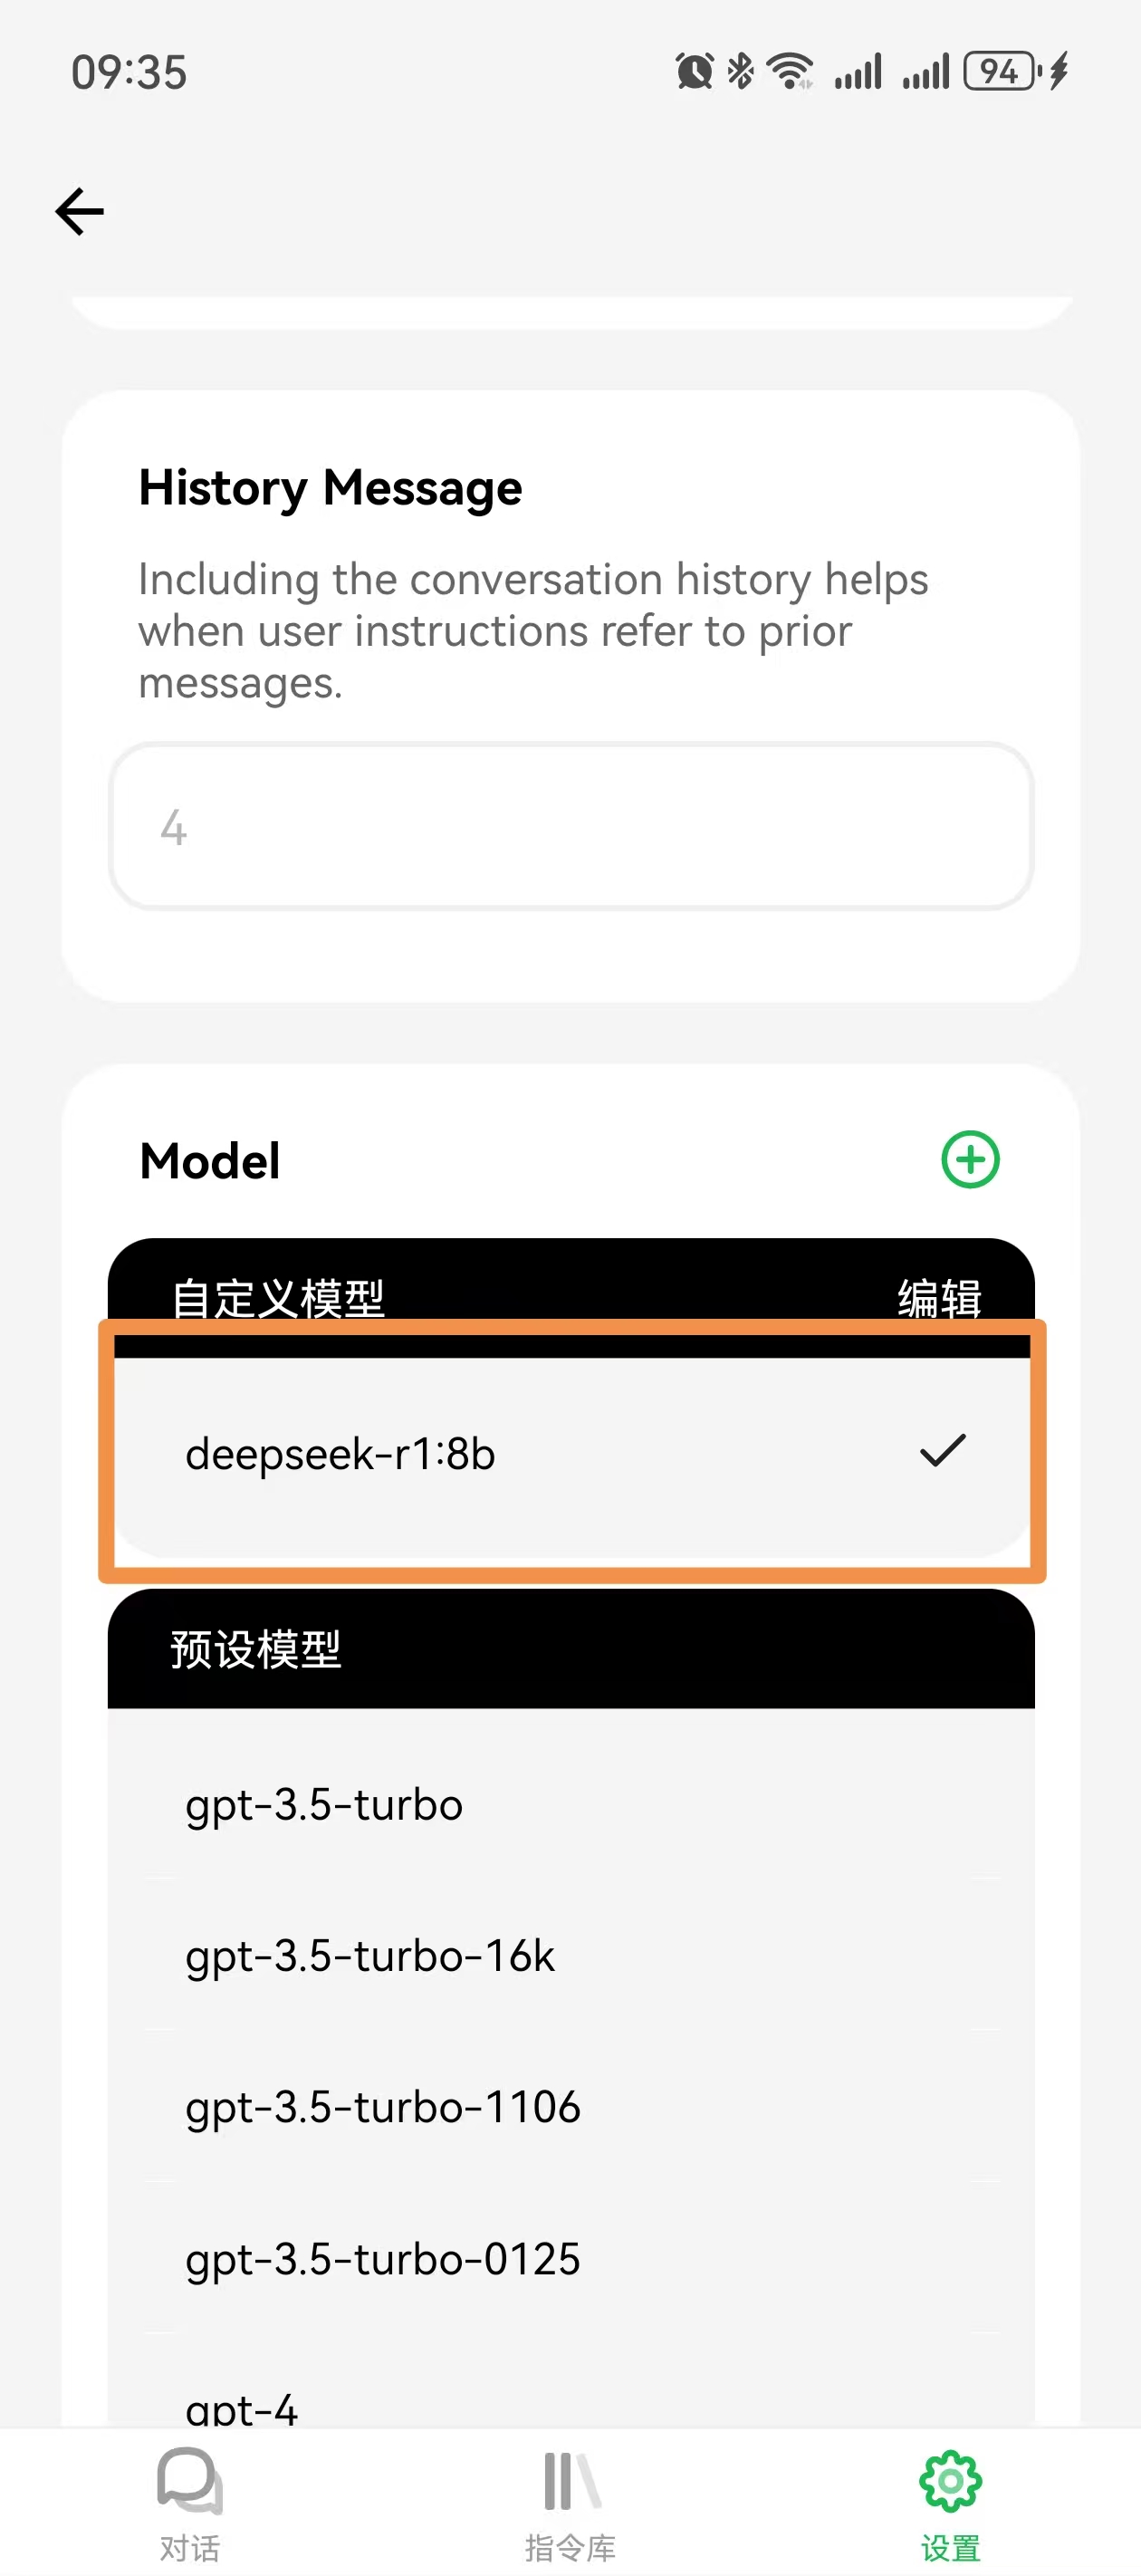 09:35
94
History Message
Including the conversation history helps
when user instructions refer to prior
messages.
4
Model
自定义模型 编辑
deepseek-r1:8b
预设模型
gpt-3.5-turbo
gpt-3.5-turbo-16k
gpt-3.5-turbo-1106
gpt-3.5-turbo-0125
gpt-4
对话 指令库 设置